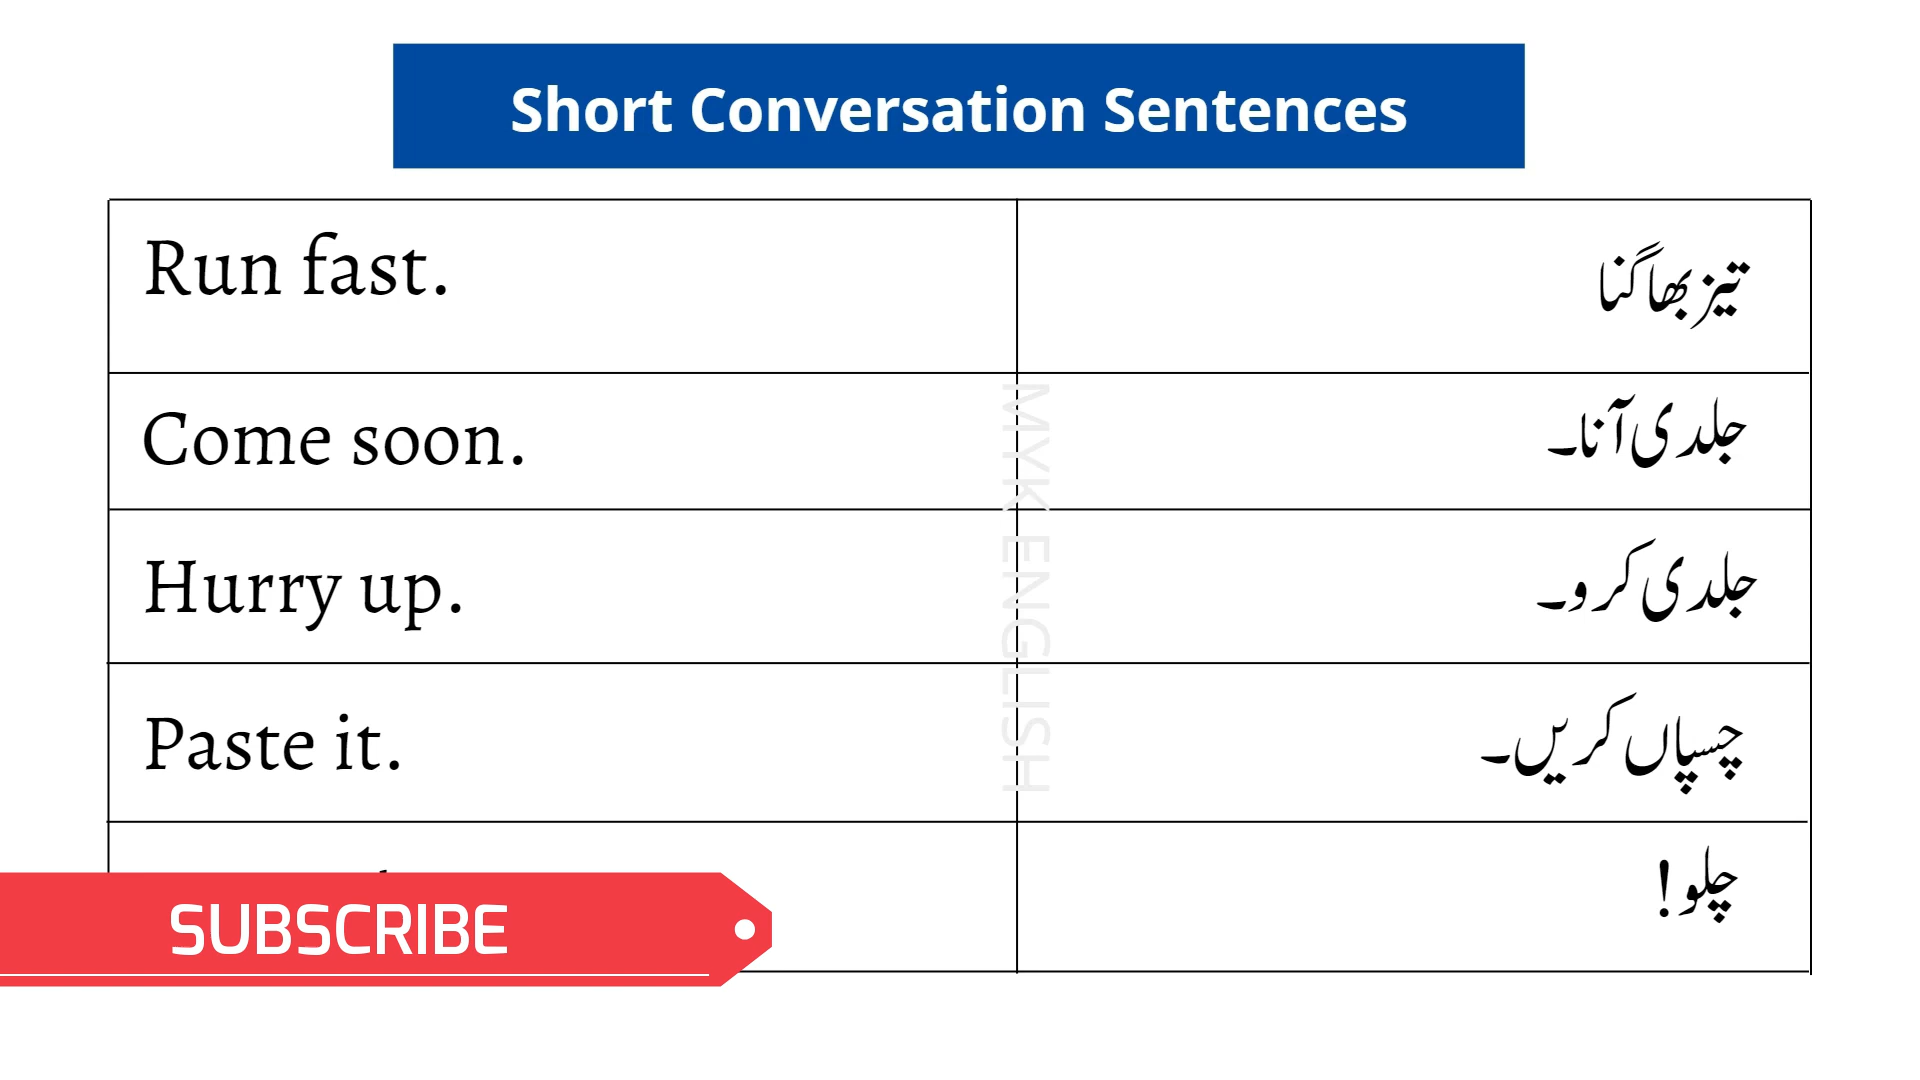 Short Conversation Sentences
Run fast.
تیز بھاگنا
Come soon.
جلدی آنا۔
Hurry up.
جلدی کرو۔
Paste it.
چسپاں کریں۔
چلو!
MYK ENGLISH
SUBSCRIBE